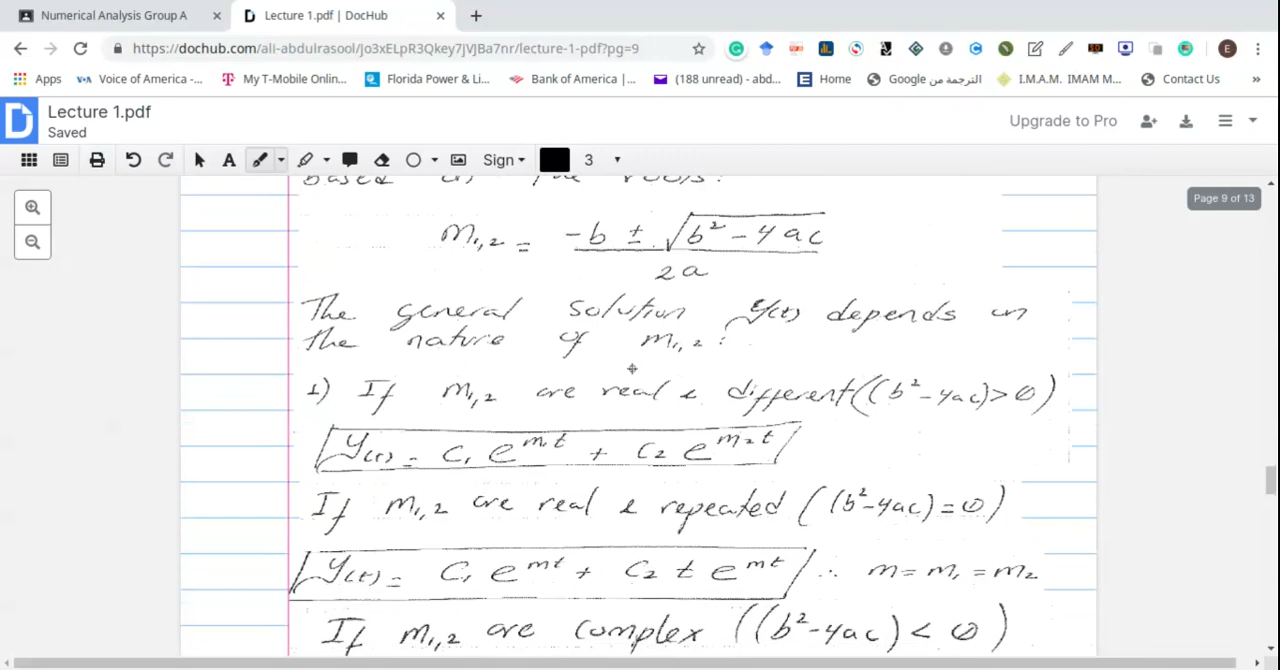 Numerical Analysis Group A
Lecture 1.pdf | DocHub
https://dochub.com/ali-abdulrasool/jo3xELpR3Qkey7jVJBa7nr/lecture-1-pdf?pg=9
E
Apps
VOA Voice of America -...
My T-Mobile Onlin...
Florida Power & Li...
Bank of America |...
(188 unread) - abd...
Home
الترجمة من Google
I.M.A.M. IMAM M...
Contact Us
»
Lecture 1.pdf
Saved
Upgrade to Pro
A
Sign
3
Page 9 of 13
based on the roots:
m1,2 = -b ± √b² - 4ac
2a
The general solution y(t) depends on
the nature of m1,2:
1) If m1,2 are real & different((b²-4ac)>0)
y(t) = C1 e^m1t + C2 e^m2t
If m1,2 are real & repeated ((b²-4ac)=0)
y(t) = C1 e^mt + C2 t e^mt ∴ m = m1 = m2
If m1,2 are complex ((b²-4ac) < 0)